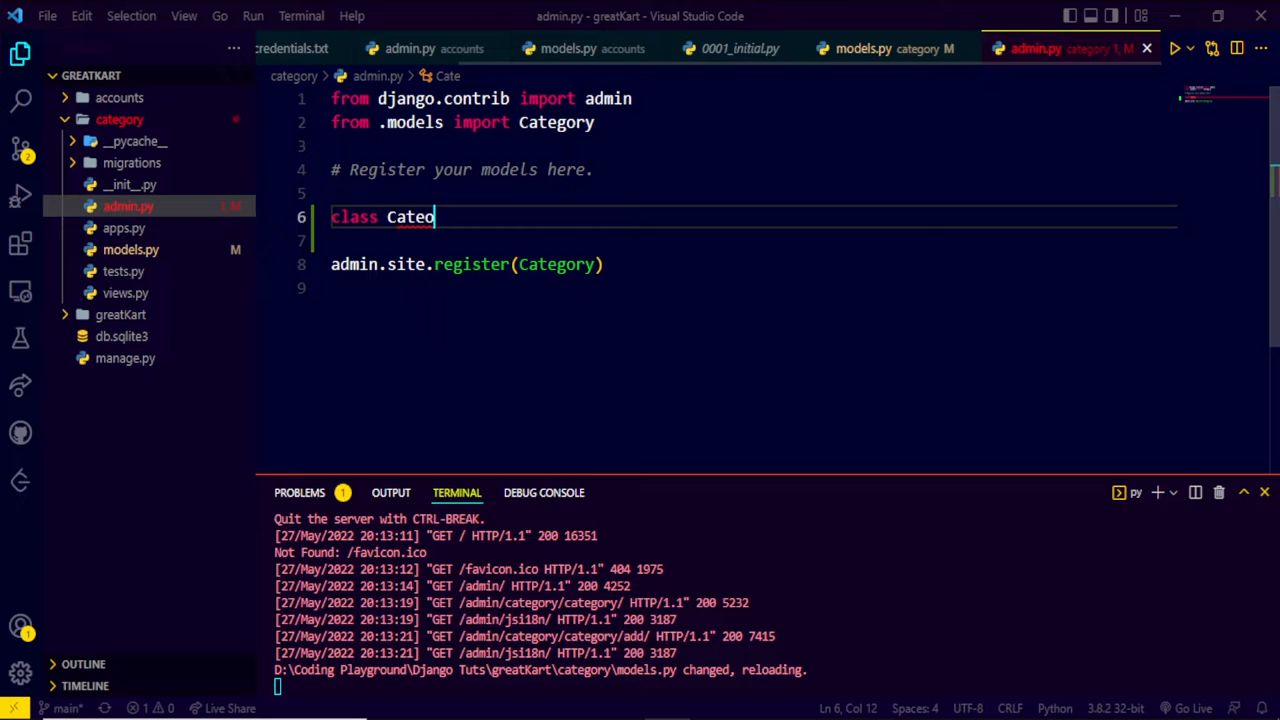 File Edit Selection View Go Run Terminal Help admin.py - greatKart - Visual Studio Code
credentials.txt admin.py accounts models.py accounts 0001_initial.py models.py category M admin.py category 1, M
GREATKART
category > admin.py > Cate
accounts
category
__pycache__
migrations
__init__.py
admin.py 1, M
apps.py
models.py M
tests.py
views.py
greatKart
db.sqlite3
manage.py
1 from django.contrib import admin
2 from .models import Category
3
4 # Register your models here.
5
6 class Cateo
7
8 admin.site.register(Category)
9
PROBLEMS 1 OUTPUT TERMINAL DEBUG CONSOLE py
Quit the server with CTRL-BREAK.
[27/May/2022 20:13:11] "GET / HTTP/1.1" 200 16351
Not Found: /favicon.ico
[27/May/2022 20:13:12] "GET /favicon.ico HTTP/1.1" 404 1975
[27/May/2022 20:13:14] "GET /admin/ HTTP/1.1" 200 4252
[27/May/2022 20:13:19] "GET /admin/category/category/ HTTP/1.1" 200 5232
[27/May/2022 20:13:19] "GET /admin/jsi18n/ HTTP/1.1" 200 3187
[27/May/2022 20:13:21] "GET /admin/category/category/add/ HTTP/1.1" 200 7415
[27/May/2022 20:13:21] "GET /admin/jsi18n/ HTTP/1.1" 200 3187
D:\Coding Playground\Django Tuts\greatKart\category\models.py changed, reloading.
OUTLINE
TIMELINE
2
1
1
main* 1 0 Live Share Ln 6, Col 12 Spaces: 4 UTF-8 CRLF Python 3.8.2 32-bit Go Live